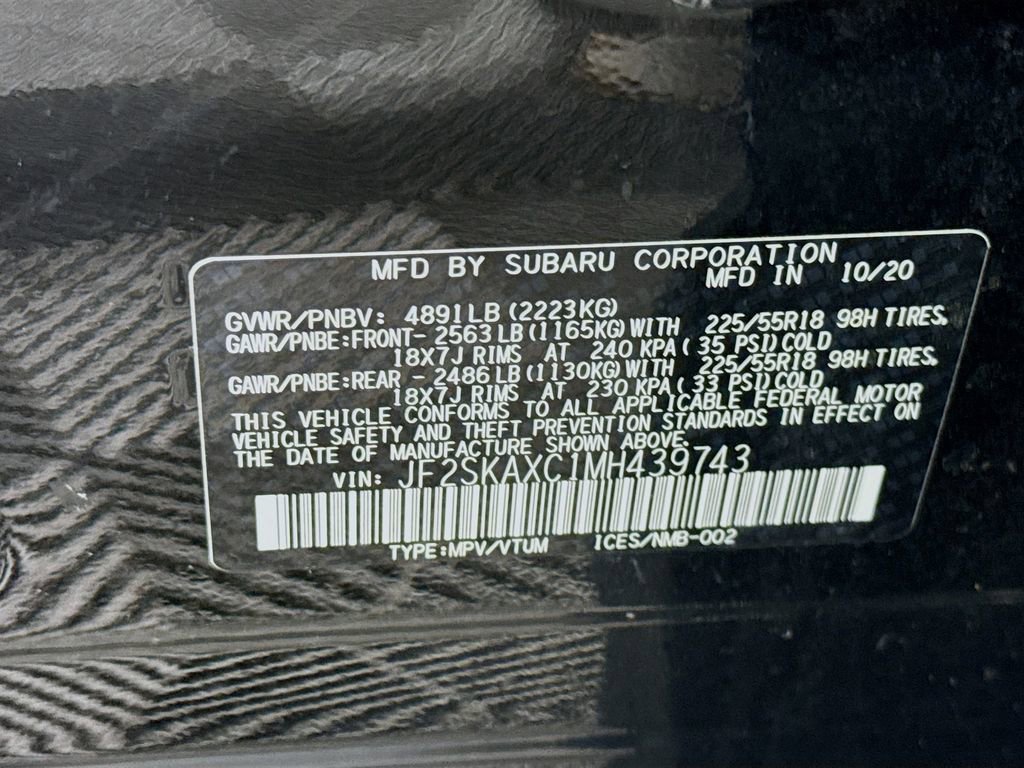 MFD BY SUBARU CORPORATION
MFD IN 10/20
GVWR/PNBV: 4891LB (2223KG)
GAWR/PNBE:FRONT- 2563LB(1165KG)WITH 225/55R18 98H TIRES,
18X7J RIMS AT 240 KPA( 35 PSI)COLD
GAWR/PNBE:REAR - 2486LB(1130KG)WITH 225/55R18 98H TIRES,
18X7J RIMS AT 230 KPA( 33 PSI)COLD
THIS VEHICLE CONFORMS TO ALL APPLICABLE FEDERAL MOTOR
VEHICLE SAFETY AND THEFT PREVENTION STANDARDS IN EFFECT ON
THE DATE OF MANUFACTURE SHOWN ABOVE.
VIN: JF2SKAXC1MH439743
TYPE:MPV/VTUM ICES/NMB-002